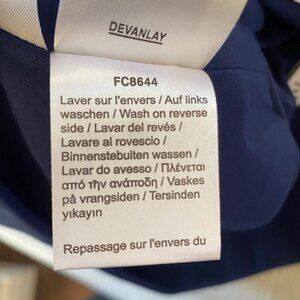 DEVANLAY
FC8644
Laver sur l'envers / Auf links
waschen / Wash on reverse
side / Lavar del revés /
Lavare al rovescio /
Binnenstebuiten wassen /
Lavar do avesso / Πλένεται
από την ανάποδη / Vaskes
på vrangsiden / Tersinden
yıkayin
Repassage sur l'envers du